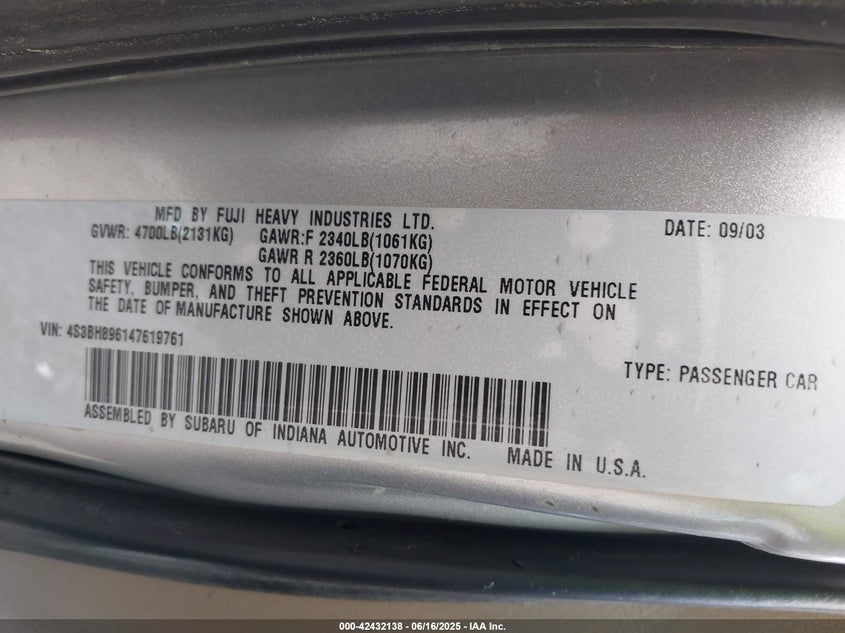 MFD BY FUJI HEAVY INDUSTRIES LTD.
DATE: 09/03
GVWR: 4700LB(2131KG) GAWR:F 2340LB(1061KG)
GAWR R 2360LB(1070KG)
THIS VEHICLE CONFORMS TO ALL APPLICABLE FEDERAL MOTOR VEHICLE
SAFETY, BUMPER, AND THEFT PREVENTION STANDARDS IN EFFECT ON
THE DATE OF MANUFACTURE SHOWN ABOVE.
VIN: 4S3BH896147619761
TYPE: PASSENGER CAR
ASSEMBLED BY SUBARU OF INDIANA AUTOMOTIVE INC.
MADE IN U.S.A.
000-42432138 - 06/16/2025 - IAA Inc.